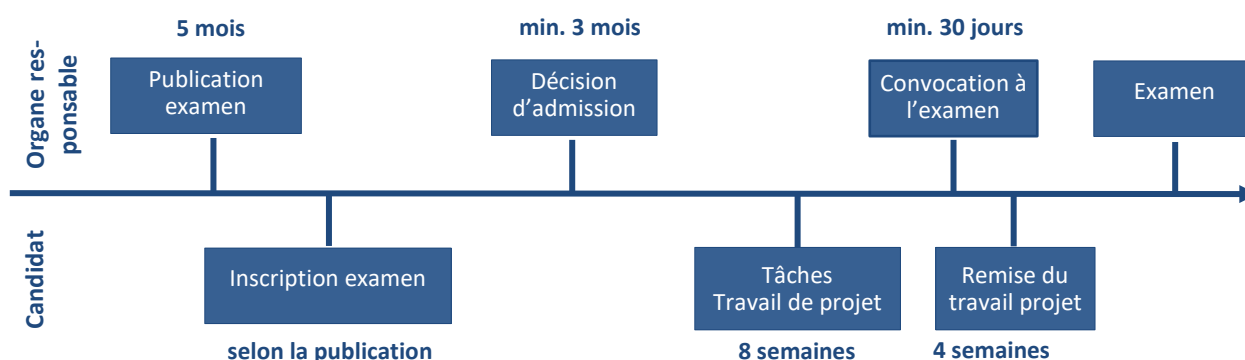 5 mois
min. 3 mois
min. 30 jours
Organe res-
ponsable
Publication
examen
Décision
d’admission
Convocation à
l’examen
Examen
Candidat
Inscription examen
Tâches
Travail de projet
Remise du
travail projet
selon la publication
8 semaines
4 semaines